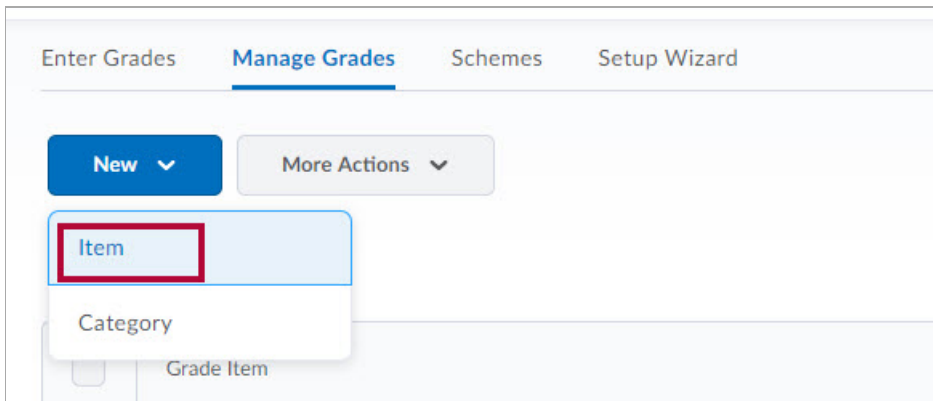 Enter Grades Manage Grades Schemes Setup Wizard
New More Actions
Item
Category
Grade Item